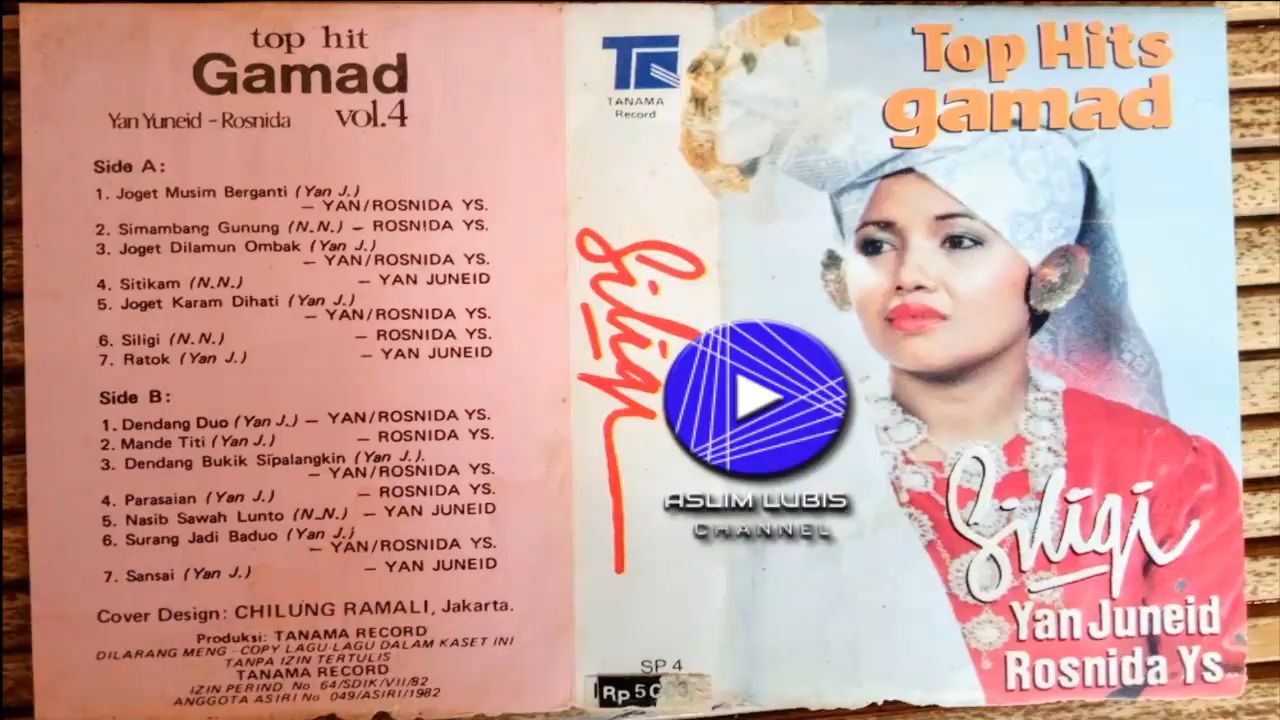 top hit
Gamad
Yan Yuneid - Rosnida vol.4
Side A:
1. Joget Musim Berganti (Yan J.)
– YAN/ROSNIDA YS.
2. Simambang Gunung (N.N.) – ROSNIDA YS.
3. Joget Dilamun Ombak (Yan J.)
– YAN/ROSNIDA YS.
4. Sitikam (N.N.) – YAN JUNEID
5. Joget Karam Dihati (Yan J.)
– YAN/ROSNIDA YS.
6. Siligi (N.N.) – ROSNIDA YS.
7. Ratok (Yan J.) – YAN JUNEID
Side B:
1. Dendang Duo (Yan J.) – YAN/ROSNIDA YS.
2. Mande Titi (Yan J.) – ROSNIDA YS.
3. Dendang Bukik Sipalangkin (Yan J.).
– YAN/ROSNIDA YS.
4. Parasaian (Yan J.) – ROSNIDA YS.
5. Nasib Sawah Lunto (N.N.) – YAN JUNEID
6. Surang Jadi Baduo (Yan J.)
– YAN/ROSNIDA YS.
7. Sansai (Yan J.) – YAN JUNEID
Cover Design: CHILUNG RAMALI, Jakarta.
Produksi: TANAMA RECORD
DILARANG MENG - COPY LAGU-LAGU DALAM KASET INI
TANPA IZIN TERTULIS
TANAMA RECORD
IZIN PERIND No 64/SDIK/VII/82
ANGGOTA ASIRI No 049/ASIRI/1982
TR
TANAMA
Record
Siligi
SP 4
Rp 50
Top Hits
gamad
ASLIM LUBIS
CHANNEL
Siligi
Yan Juneid
Rosnida Ys